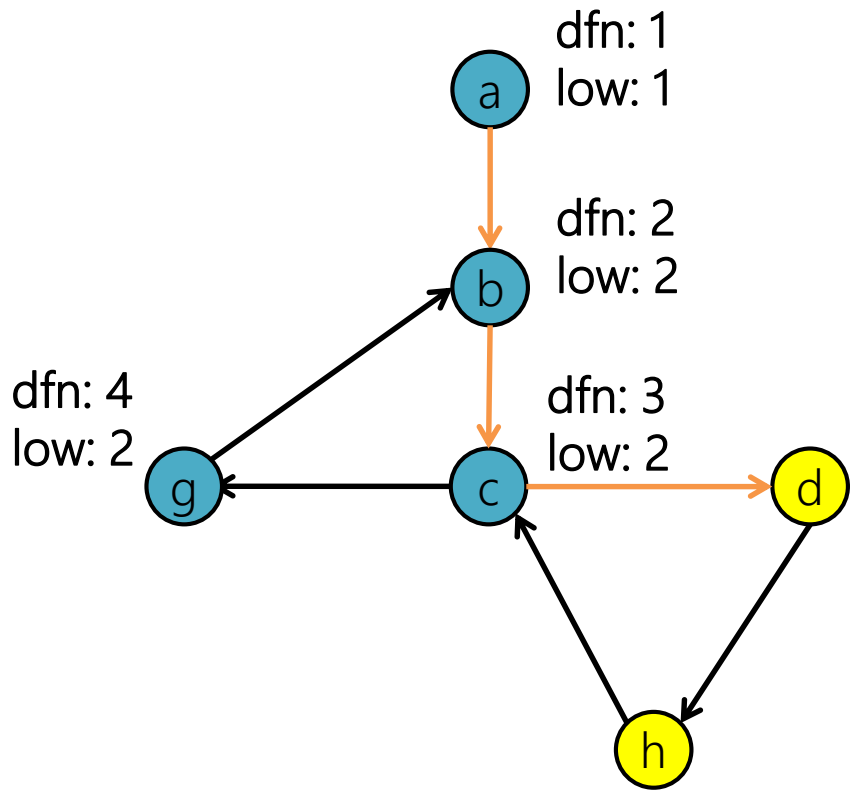 dfn: 1
a
low: 1
dfn: 2
b
low: 2
dfn: 4
low: 2
dfn: 3
low: 2
g
c
d
h